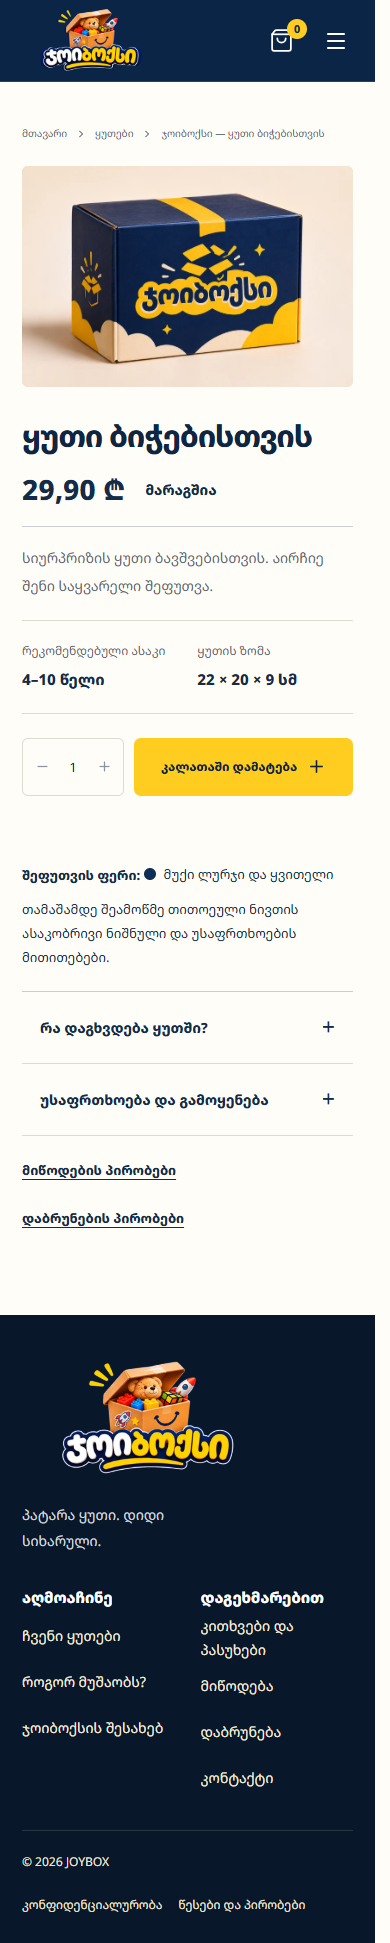 ჯოიბოქსი
0
მთავარი > ყუთები > ჯოიბოქსი — ყუთი ბიჭებისთვის
ჯოიბოქსი
ყუთი ბიჭებისთვის
29,90 ₾ მარაგშია
სიურპრიზის ყუთი ბავშვებისთვის. აირჩიე
შენი საყვარელი შეფუთვა.
რეკომენდებული ასაკი ყუთის ზომა
4–10 წელი 22 × 20 × 9 სმ
− 1 + კალათაში დამატება +
შეფუთვის ფერი: მუქი ლურჯი და ყვითელი
თამაშამდე შეამოწმე თითოეული ნივთის
ასაკობრივი ნიშნული და უსაფრთხოების
მითითებები.
რა დაგხვდება ყუთში? +
უსაფრთხოება და გამოყენება +
მიწოდების პირობები
დაბრუნების პირობები
ჯოიბოქსი
პატარა ყუთი. დიდი
სიხარული.
აღმოაჩინე
ჩვენი ყუთები
როგორ მუშაობს?
ჯოიბოქსის შესახებ
დაგეხმარებით
კითხვები და
პასუხები
მიწოდება
დაბრუნება
კონტაქტი
© 2026 JOYBOX
კონფიდენციალურობა წესები და პირობები